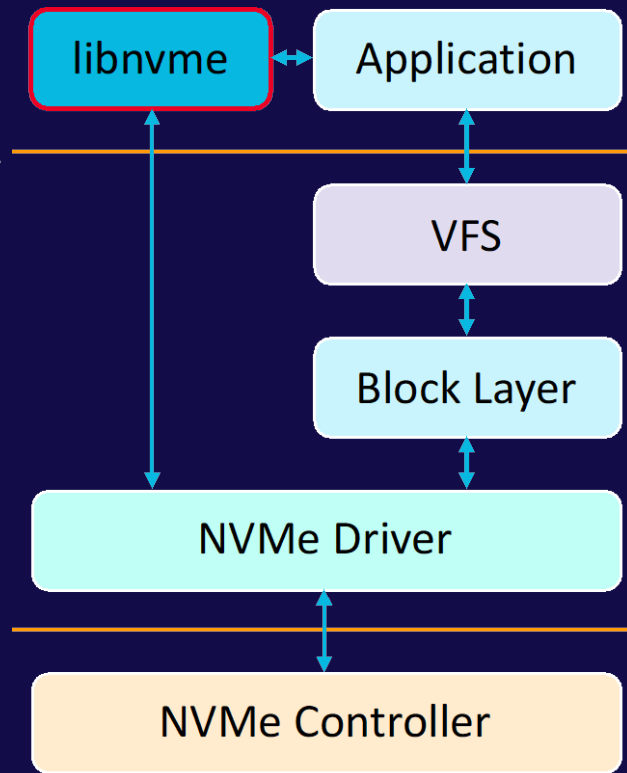 libnvme
Application
VFS
Block Layer
NVMe Driver
NVMe Controller